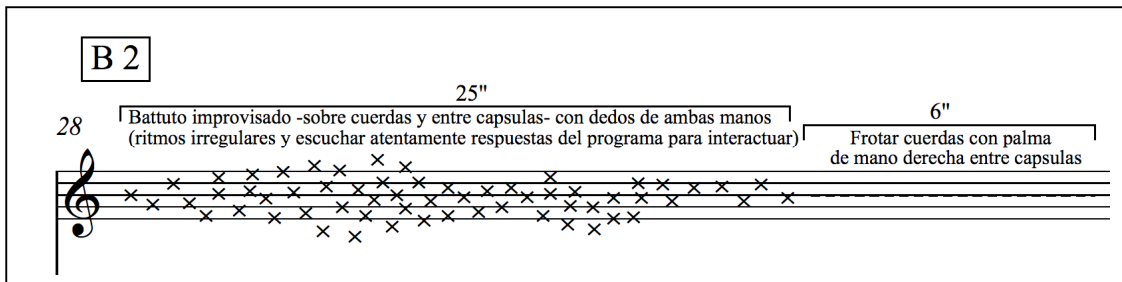 B 2
25"
28
Battuto improvisado -sobre cuerdas y entre capsulas- con dedos de ambas manos
(ritmos irregulares y escuchar atentamente respuestas del programa para interactuar)
6"
Frotar cuerdas con palma
de mano derecha entre capsulas